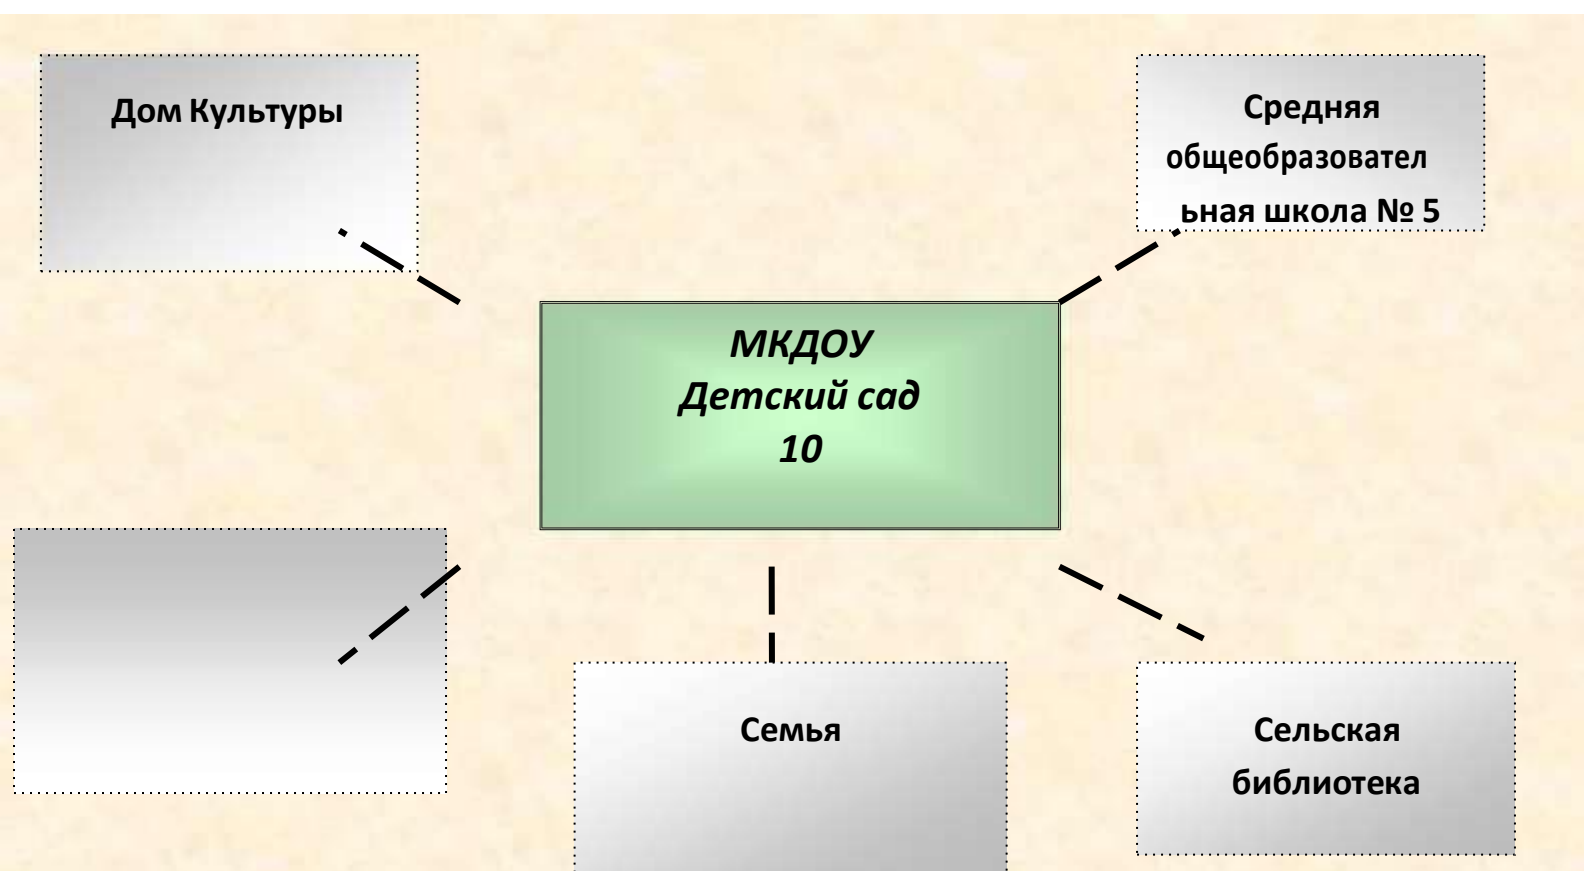 Дом Культуры
Средняя
общеобразовател
ьная школа № 5
МКДОУ
Детский сад
10
Семья
Сельская
библиотека